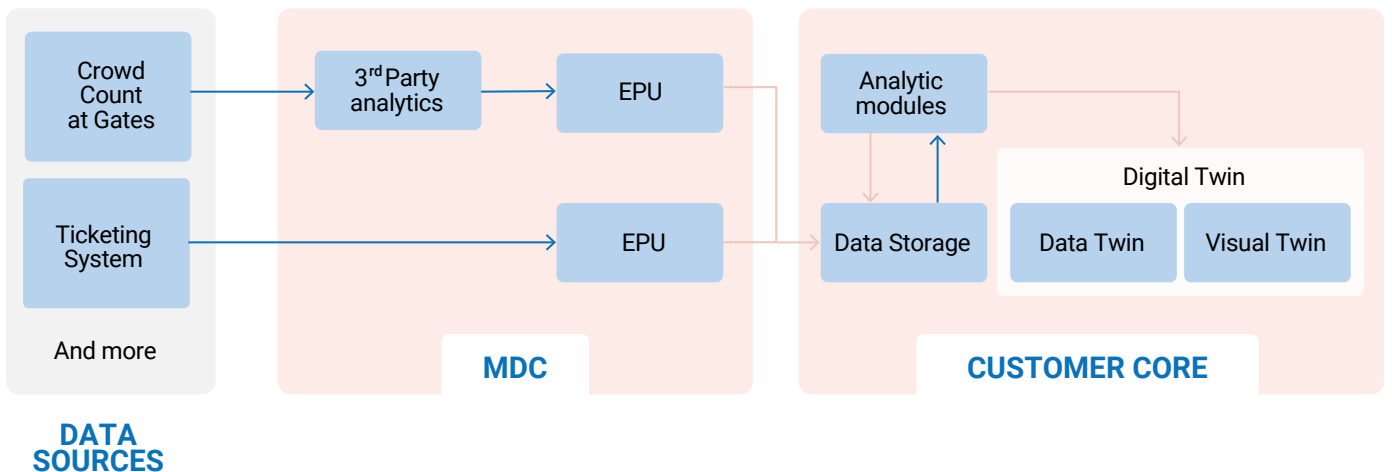 Crowd
Count
at Gates
3rd Party
analytics
EPU
Analytic
modules
Digital Twin
Ticketing
System
EPU
Data Storage
Data Twin
Visual Twin
And more
MDC
CUSTOMER CORE
DATA
SOURCES